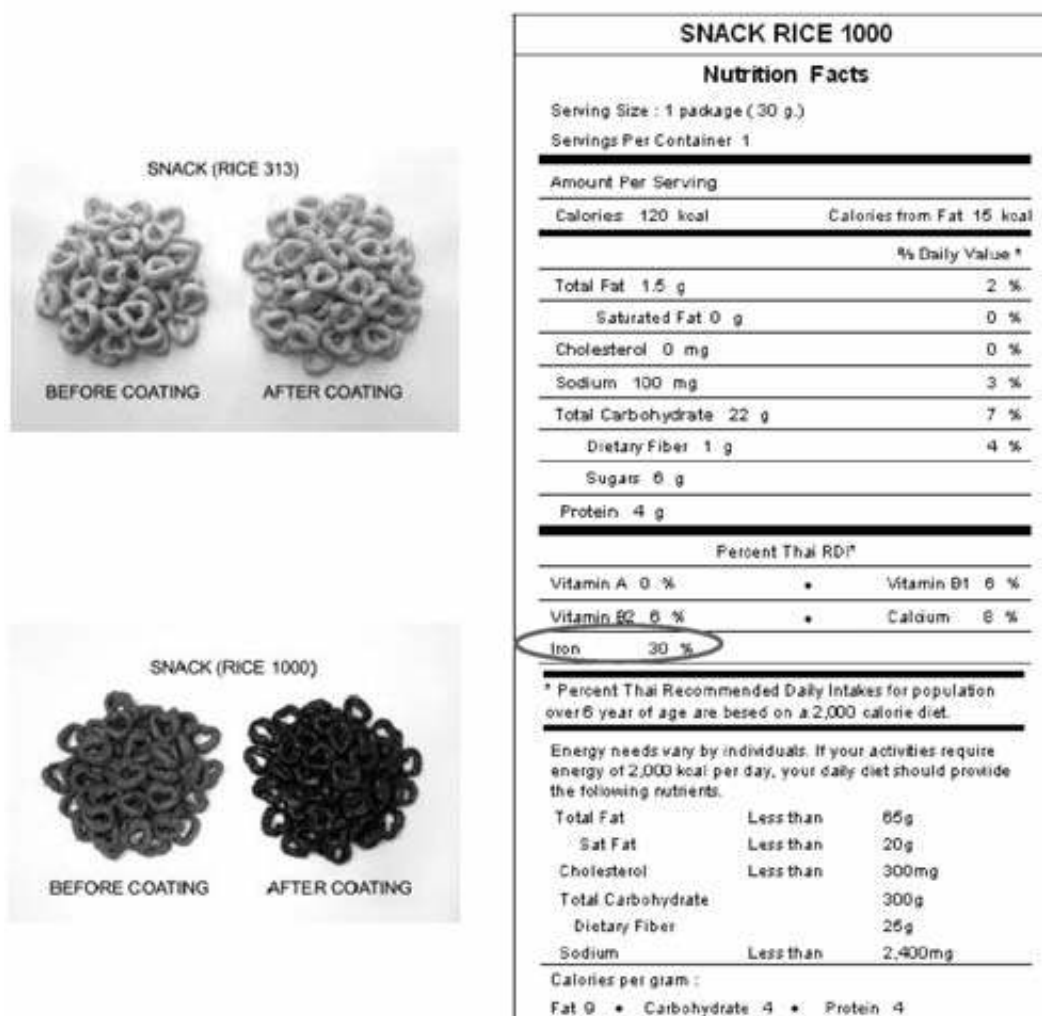 SNACK (RICE 313)
BEFORE COATING AFTER COATING
SNACK (RICE 1000)
BEFORE COATING AFTER COATING
SNACK RICE 1000
Nutrition Facts
Serving Size : 1 package ( 30 g.)
Servings Per Container 1
Amount Per Serving
Calories 120 kcal Calories from Fat 15 kcal
% Daily Value *
Total Fat 1.5 g 2 %
Saturated Fat 0 g 0 %
Cholesterol 0 mg 0 %
Sodium 100 mg 3 %
Total Carbohydrate 22 g 7 %
Dietary Fiber 1 g 4 %
Sugars 6 g
Protein 4 g
Percent Thai RDI*
Vitamin A 0 % • Vitamin B1 6 %
Vitamin B2 6 % • Calcium 8 %
Iron 30 %
* Percent Thai Recommended Daily Intakes for population
over 6 year of age are besed on a 2,000 calorie diet.
Energy needs vary by individuals. If your activities require
energy of 2,000 kcal per day, your daily diet should provide
the following nutrients.
Total Fat Less than 65g
Sat Fat Less than 20g
Cholesterol Less than 300mg
Total Carbohydrate 300g
Dietary Fiber 25g
Sodium Less than 2,400mg
Calories per gram :
Fat 9 • Carbohydrate 4 • Protein 4